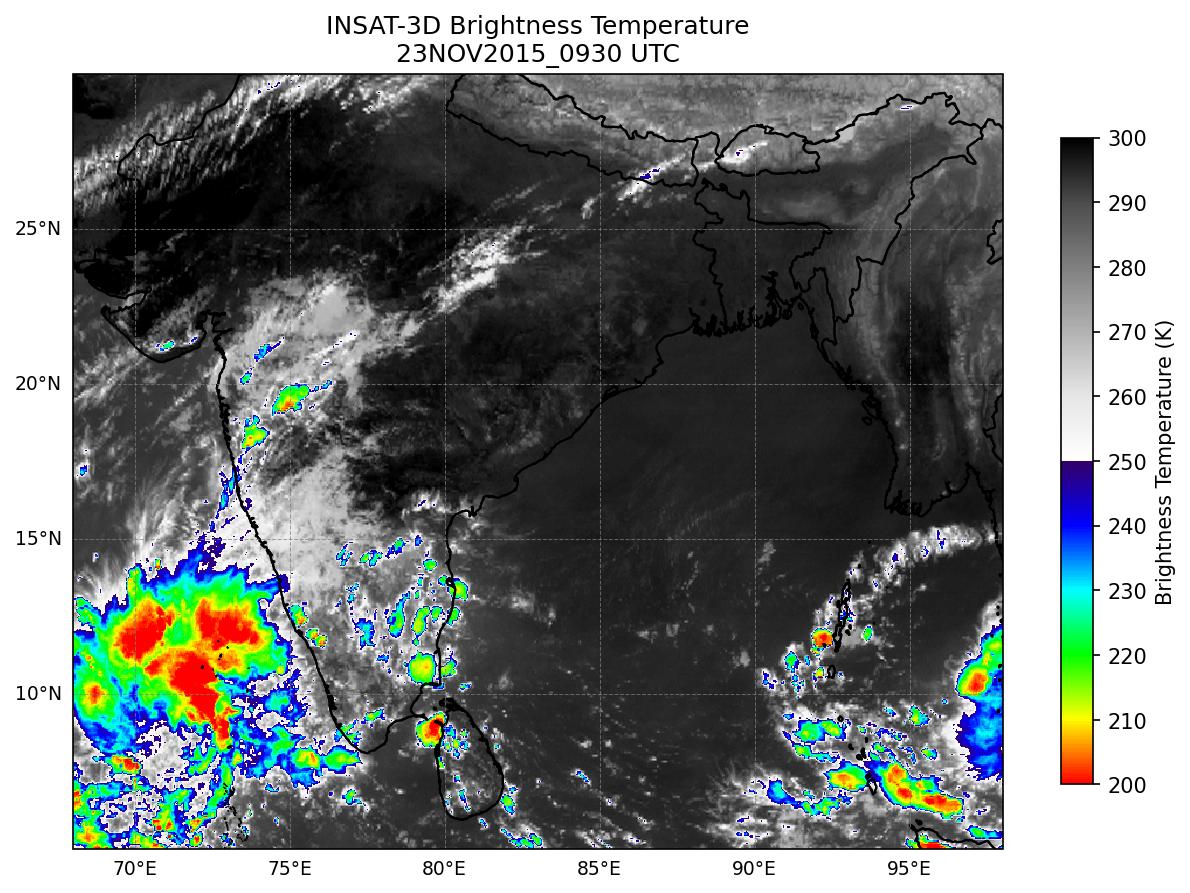 INSAT-3D Brightness Temperature
23NOV2015_0930 UTC
25°N
20°N
15°N
10°N
70°E
75°E
80°E
85°E
90°E
95°E
300
290
280
270
260
250
240
230
220
210
200
Brightness Temperature (K)